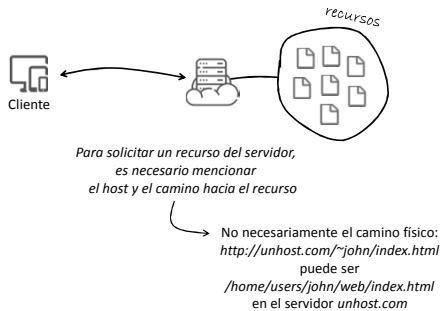 recursos
Cliente
Para solicitar un recurso del servidor,
es necesario mencionar
el host y el camino hacia el recurso
No necesariamente el camino físico:
http://unhost.com/~john/index.html
puede ser
/home/users/john/web/index.html
en el servidor unhost.com